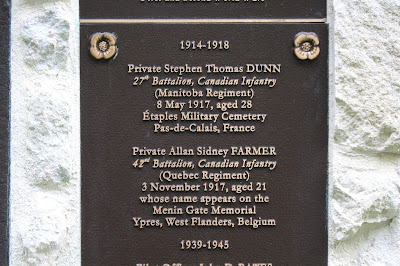 1914-1918
Private Stephen Thomas DUNN
27th Battalion, Canadian Infantry
(Manitoba Regiment)
8 May 1917, aged 28
Étaples Military Cemetery
Pas-de-Calais, France
Private Allan Sidney FARMER
42nd Battalion, Canadian Infantry
(Quebec Regiment)
3 November 1917, aged 21
whose name appears on the
Menin Gate Memorial
Ypres, West Flanders, Belgium
1939-1945